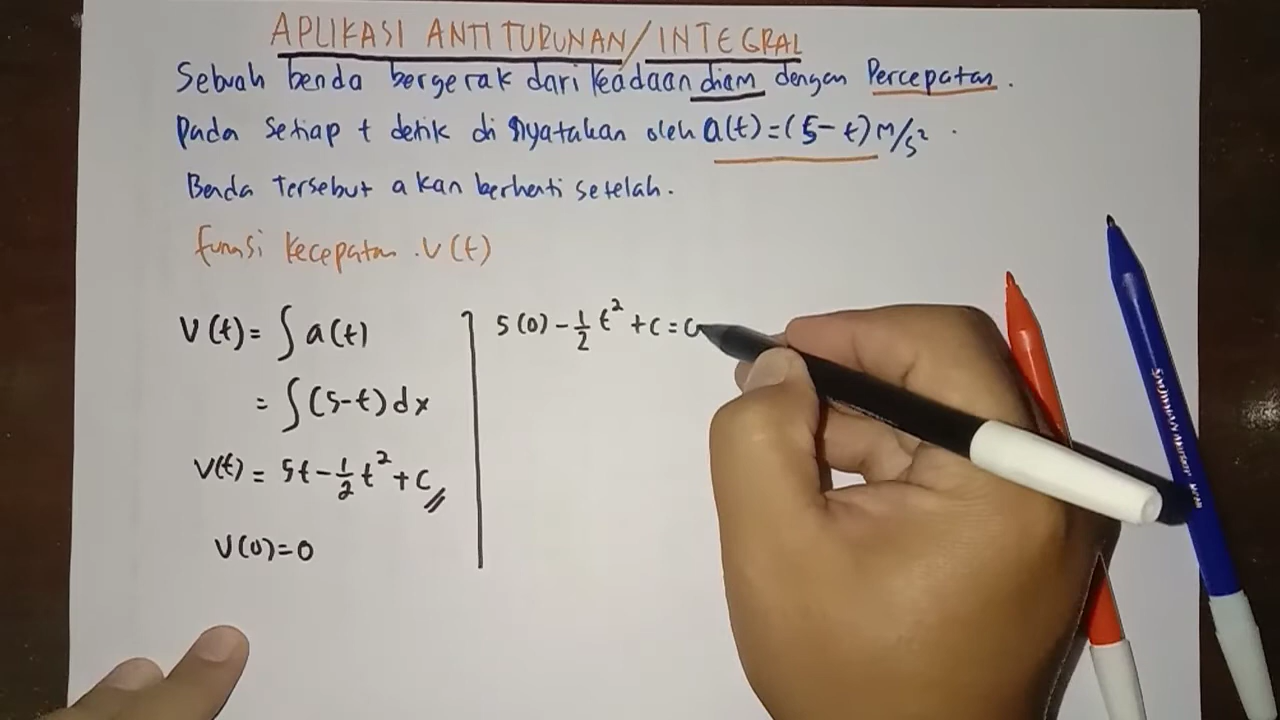 APLIKASI ANTI TURUNAN/INTEGRAL
Sebuah benda bergerak dari keadaan diam dengan Percepatan.
Pada setiap t detik di nyatakan oleh a(t)=(5-t) M/s².
Benda tersebut akan berhenti setelah.
fungsi kecepatan. V(t)
V(t) = ∫ a(t)
= ∫ (5-t) dx
V(t) = 5t - 1/2 t² + C //
V(0)=0
5(0) - 1/2 t² + C =
SNOWMAN MARKER